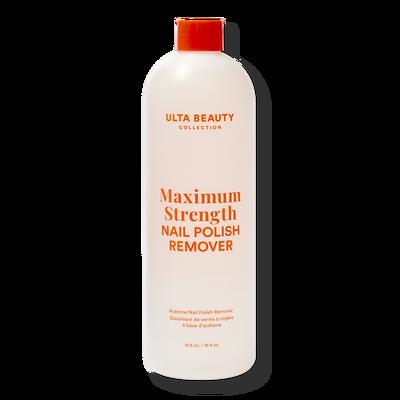 ULTA BEAUTY
COLLECTION
Maximum
Strength
NAIL POLISH
REMOVER
Acetone Nail Polish Remover
Dissolvant de vernis à ongles
à base d'acétone
473 mL / 16 fl oz